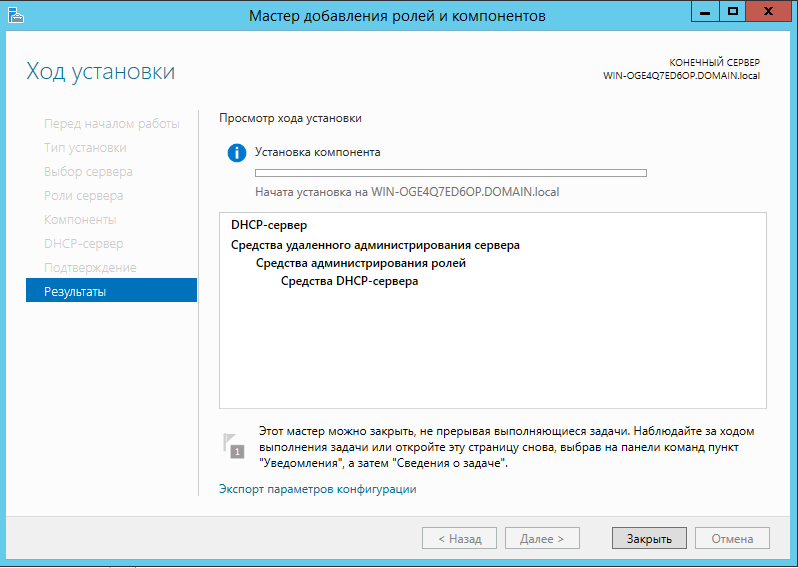 Мастер добавления ролей и компонентов
Ход установки
КОНЕЧНЫЙ СЕРВЕР
WIN-OGE4Q7ED6OP.DOMAIN.local
Перед началом работы
Тип установки
Выбор сервера
Роли сервера
Компоненты
DHCP-сервер
Подтверждение
Результаты
Просмотр хода установки
Установка компонента
Начата установка на WIN-OGE4Q7ED6OP.DOMAIN.local
DHCP-сервер
Средства удаленного администрирования сервера
Средства администрирования ролей
Средства DHCP-сервера
1
Этот мастер можно закрыть, не прерывая выполняющиеся задачи. Наблюдайте за ходом
выполнения задачи или откройте эту страницу снова, выбрав на панели команд пункт
"Уведомления", а затем "Сведения о задаче".
Экспорт параметров конфигурации
< Назад
Далее >
Закрыть
Отмена